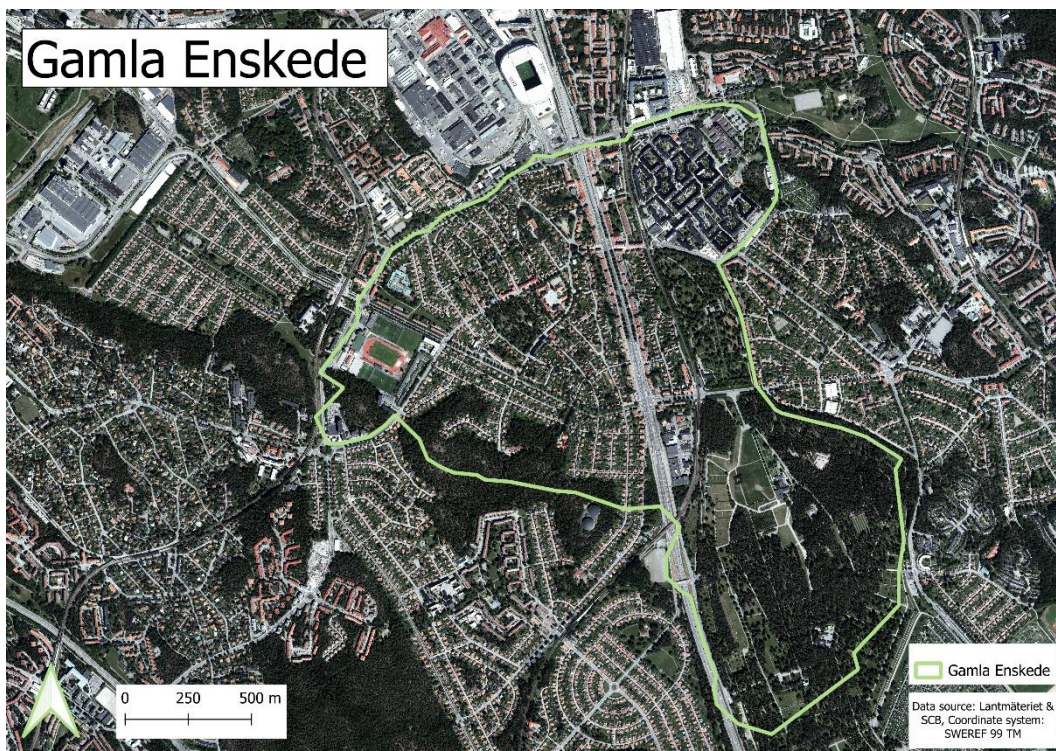 Gamla Enskede
0 250 500 m
Gamla Enskede
Data source: Lantmäteriet &
SCB, Coordinate system:
SWEREF 99 TM